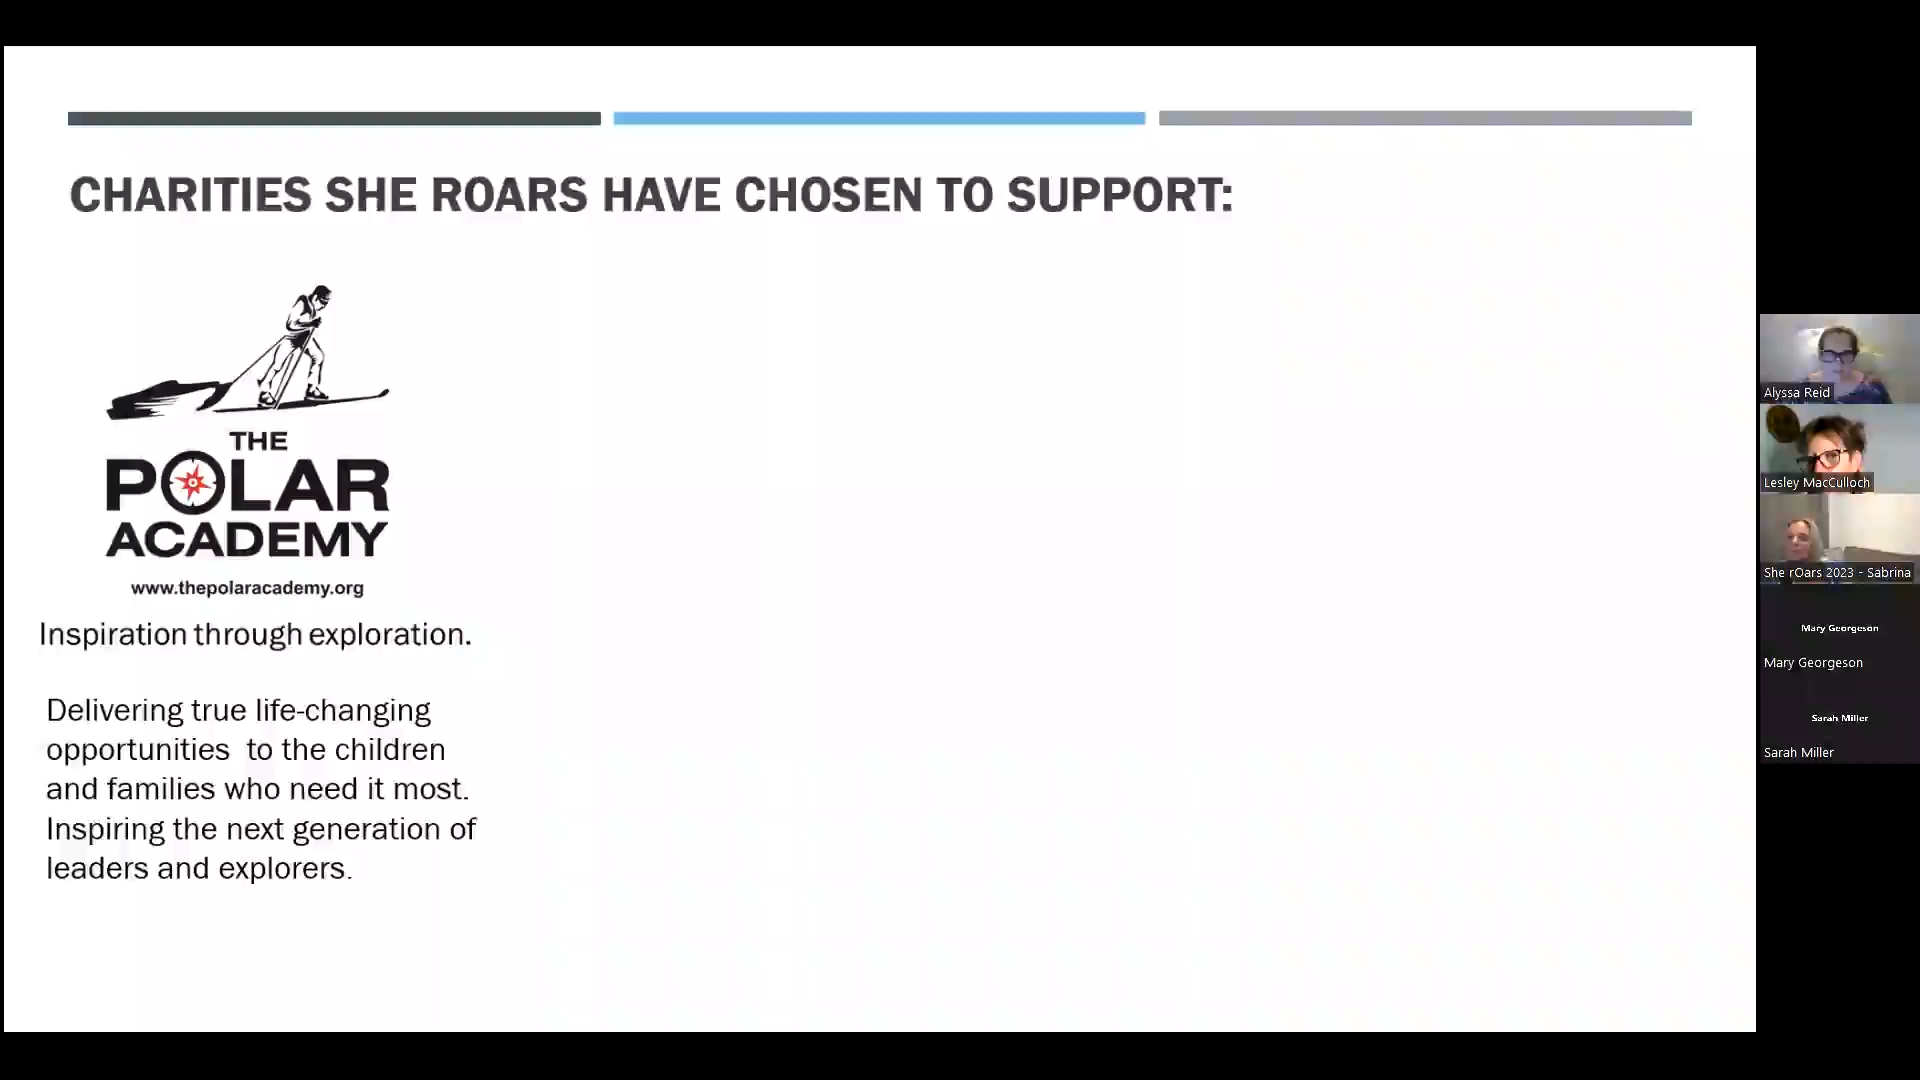 CHARITIES SHE ROARS HAVE CHOSEN TO SUPPORT:
THE
POLAR
ACADEMY
www.thepolaracademy.org
Inspiration through exploration.
Delivering true life-changing
opportunities to the children
and families who need it most.
Inspiring the next generation of
leaders and explorers.
Alyssa Reid
Lesley MacCulloch
She rOars 2023 - Sabrina
Mary Georgeson
Mary Georgeson
Sarah Miller
Sarah Miller